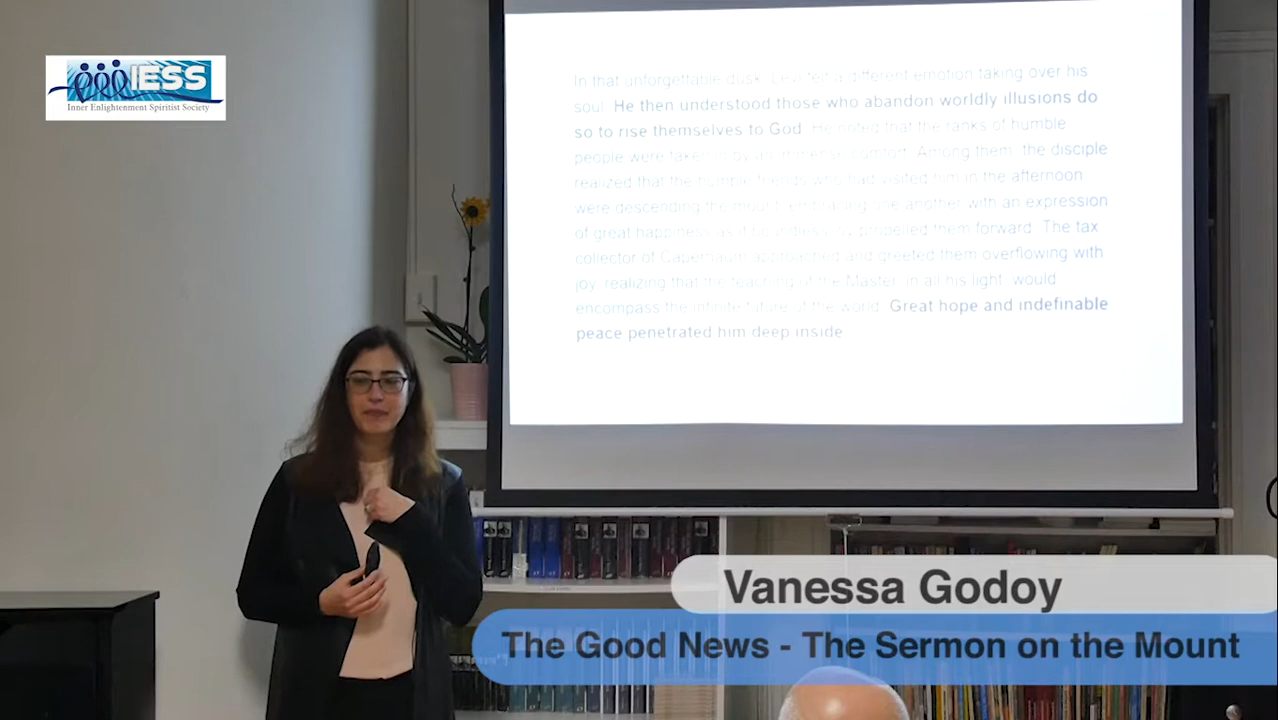 IESS
Inner Enlightenment Spiritist Society
In that unforgettable dusk, Levi felt a different emotion taking over his
soul. He then understood those who abandon worldly illusions do
so to rise themselves to God. He noted that the ranks of humble
people were taken in by an immense comfort. Among them, the disciple
realized that the humble friends who had visited him in the afternoon
were descending the mount embracing one another with an expression
of great happiness as if propelled them forward. The tax
collector of Capernaum approached and greeted them overflowing with
joy, realizing that the teaching of the Master, in all his light, would
encompass the infinite future of the world. Great hope and indefinable
peace penetrated him deep inside
Vanessa Godoy
The Good News - The Sermon on the Mount